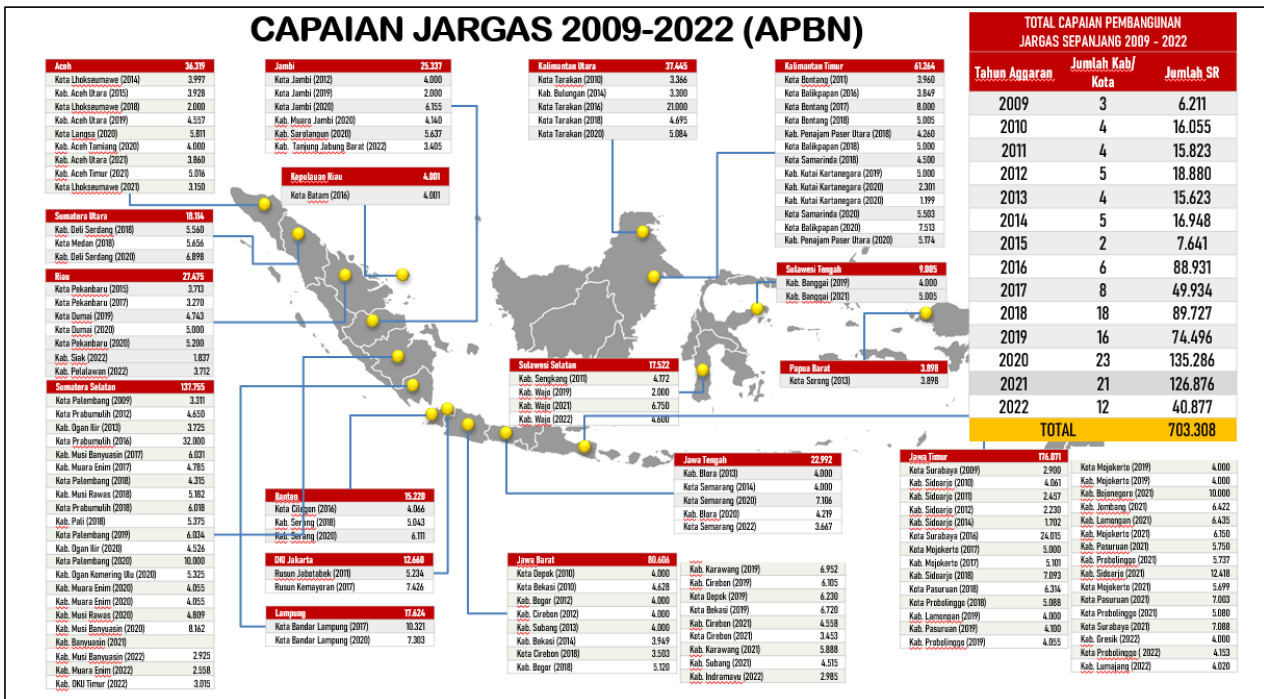 CAPAIAN JARGAS 2009-2022 (APBN)
Aceh 36.319
Kota Lhokseumawe (2014) 3.997
Kab. Aceh Utara (2015) 3.928
Kota Lhokseumawe (2018) 2.000
Kab. Aceh Utara (2019) 4.557
Kota Langsa (2020) 5.811
Kab. Aceh Tamiang (2020) 4.000
Kab. Aceh Utara (2021) 3.860
Kab. Aceh Timur (2021) 5.016
Kota Lhokseumawe (2021) 3.150
Sumatera Utara 18.114
Kab. Deli Serdang (2018) 5.560
Kota Medan (2018) 5.656
Kab. Deli Serdang (2020) 6.898
Riau 27.475
Kota Pekanbaru (2015) 3.713
Kota Pekanbaru (2017) 3.270
Kota Dumai (2019) 4.743
Kota Dumai (2020) 5.000
Kota Pekanbaru (2020) 5.200
Kab. Siak (2022) 1.837
Kab. Pelalawan (2022) 3.712
Sumatera Selatan 137.755
Kota Palembang (2009) 3.311
Kota Prabumulih (2012) 4.650
Kab. Ogan Ilir (2013) 3.725
Kota Prabumulih (2016) 32.000
Kab. Musi Banyuasin (2017) 6.031
Kab. Muara Enim (2017) 4.785
Kota Palembang (2018) 4.315
Kab. Musi Rawas (2018) 5.182
Kota Prabumulih (2018) 6.018
Kab. Pali (2018) 5.375
Kota Palembang (2019) 6.034
Kab. Ogan Ilir (2020) 4.526
Kota Palembang (2020) 10.000
Kab. Ogan Komering Ulu (2020) 5.325
Kab. Muara Enim (2020) 4.055
Kab. Muara Enim (2020) 4.055
Kab. Musi Rawas (2020) 4.809
Kab. Musi Banyuasin (2020) 8.162
Kab. Banyuasin (2021)
Kab. Musi Banyuasin (2022) 2.925
Kab. Muara Enim (2022) 2.558
Kab. OKU Timur (2022) 3.015
Jambi 25.337
Kota Jambi (2012) 4.000
Kota Jambi (2019) 2.000
Kota Jambi (2020) 6.155
Kab. Muaro Jambi (2020) 4.140
Kab. Sarolangun (2020) 5.637
Kab. Tanjung Jabung Barat (2022) 3.405
Kepulauan Riau 4.001
Kota Batam (2016) 4.001
Banten 15.220
Kota Cilegon (2016) 4.066
Kab. Serang (2018) 5.043
Kab. Serang (2020) 6.111
DKI Jakarta 12.660
Rusun Jabotabek (2011) 5.234
Rusun Kemayoran (2017) 7.426
Lampung 17.624
Kota Bandar Lampung (2017) 10.321
Kota Bandar Lampung (2020) 7.303
Kalimantan Utara 37.445
Kota Tarakan (2010) 3.366
Kab. Bulungan (2014) 3.300
Kota Tarakan (2016) 21.000
Kota Tarakan (2018) 4.695
Kota Tarakan (2020) 5.084
Kalimantan Timur 61.264
Kota Bontang (2011) 3.960
Kota Balikpapan (2016) 3.849
Kota Bontang (2017) 8.000
Kota Bontang (2018) 5.005
Kab. Penajam Paser Utara (2018) 4.260
Kota Balikpapan (2018) 5.000
Kota Samarinda (2018) 4.500
Kab. Kutai Kartanegara (2019) 5.000
Kab. Kutai Kartanegara (2020) 2.301
Kab. Kutai Kartanegara (2020) 1.199
Kota Samarinda (2020) 5.503
Kota Balikpapan (2020) 7.513
Kab. Penajam Paser Utara (2020) 5.174
Sulawesi Tengah 9.005
Kab. Banggai (2019) 4.000
Kab. Banggai (2021) 5.005
Papua Barat 3.898
Kota Sorong (2013) 3.898
Sulawesi Selatan 17.522
Kab. Sengkang (2011) 4.172
Kab. Wajo (2019) 2.000
Kab. Wajo (2021) 6.750
Kab. Wajo (2022) 4.600
Jawa Tengah 22.992
Kab. Blora (2013) 4.000
Kota Semarang (2014) 4.000
Kota Semarang (2020) 7.106
Kab. Blora (2020) 4.219
Kota Semarang (2022) 3.667
Jawa Barat 80.606
Kota Depok (2010) 4.000
Kota Bekasi (2010) 4.628
Kab. Bogor (2012) 4.000
Kab. Cirebon (2012) 4.000
Kab. Subang (2013) 4.000
Kab. Bekasi (2014) 3.949
Kota Cirebon (2018) 3.503
Kab. Bogor (2018) 5.120
Kab. Karawang (2019) 6.952
Kab. Cirebon (2019) 6.105
Kota Depok (2019) 6.230
Kota Bekasi (2019) 6.720
Kab. Cirebon (2021) 4.558
Kota Cirebon (2021) 3.453
Kab. Karawang (2021) 5.888
Kab. Subang (2021) 4.515
Kab. Indramayu (2022) 2.985
TOTAL CAPAIAN PEMBANGUNAN
JARGAS SEPANJANG 2009 - 2022
Tahun Aggaran Jumlah Kab/ Kota Jumlah SR
2009 3 6.211
2010 4 16.055
2011 4 15.823
2012 5 18.880
2013 4 15.623
2014 5 16.948
2015 2 7.641
2016 6 88.931
2017 8 49.934
2018 18 89.727
2019 16 74.496
2020 23 135.286
2021 21 126.876
2022 12 40.877
TOTAL 703.308
Jawa Timur 176.071
Kota Surabaya (2009) 2.900
Kab. Sidoarjo (2010) 4.061
Kab. Sidoarjo (2011) 2.457
Kab. Sidoarjo (2012) 2.230
Kab. Sidoarjo (2014) 1.702
Kota Surabaya (2016) 24.015
Kota Mojokerto (2017) 5.000
Kab. Mojokerto (2017) 5.101
Kab. Sidoarjo (2018) 7.093
Kota Pasuruan (2018) 6.314
Kota Probolinggo (2018) 5.088
Kab. Lamongan (2019) 4.000
Kab. Pasuruan (2019) 4.100
Kab. Probolinggo (2019) 4.055
Kota Mojokerto (2019) 4.000
Kab. Mojokerto (2019) 4.000
Kab. Bojonegoro (2021) 10.000
Kab. Jombang (2021) 6.422
Kab. Lamongan (2021) 6.435
Kab. Mojokerto (2021) 6.150
Kab. Pasuruan (2021) 5.750
Kab. Probolinggo (2021) 5.737
Kab. Sidoarjo (2021) 12.418
Kota Mojokerto (2021) 5.699
Kota Pasuruan (2021) 7.003
Kota Probolinggo (2021) 5.080
Kota Surabaya (2021) 7.088
Kab. Gresik (2022) 4.000
Kota Probolinggo ( 2022) 4.153
Kab. Lumajang (2022) 4.020